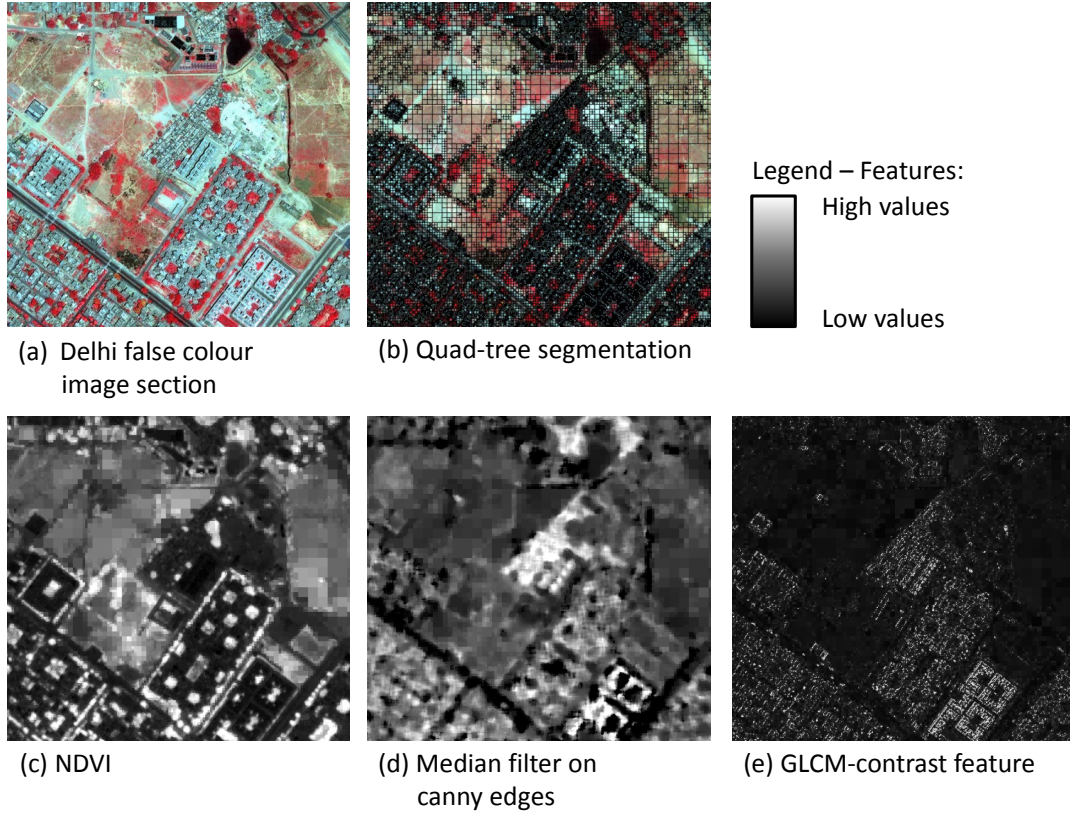 Legend – Features:
High values
Low values
(a) Delhi false colour
image section
(b) Quad-tree segmentation
(c) NDVI
(d) Median filter on
canny edges
(e) GLCM-contrast feature